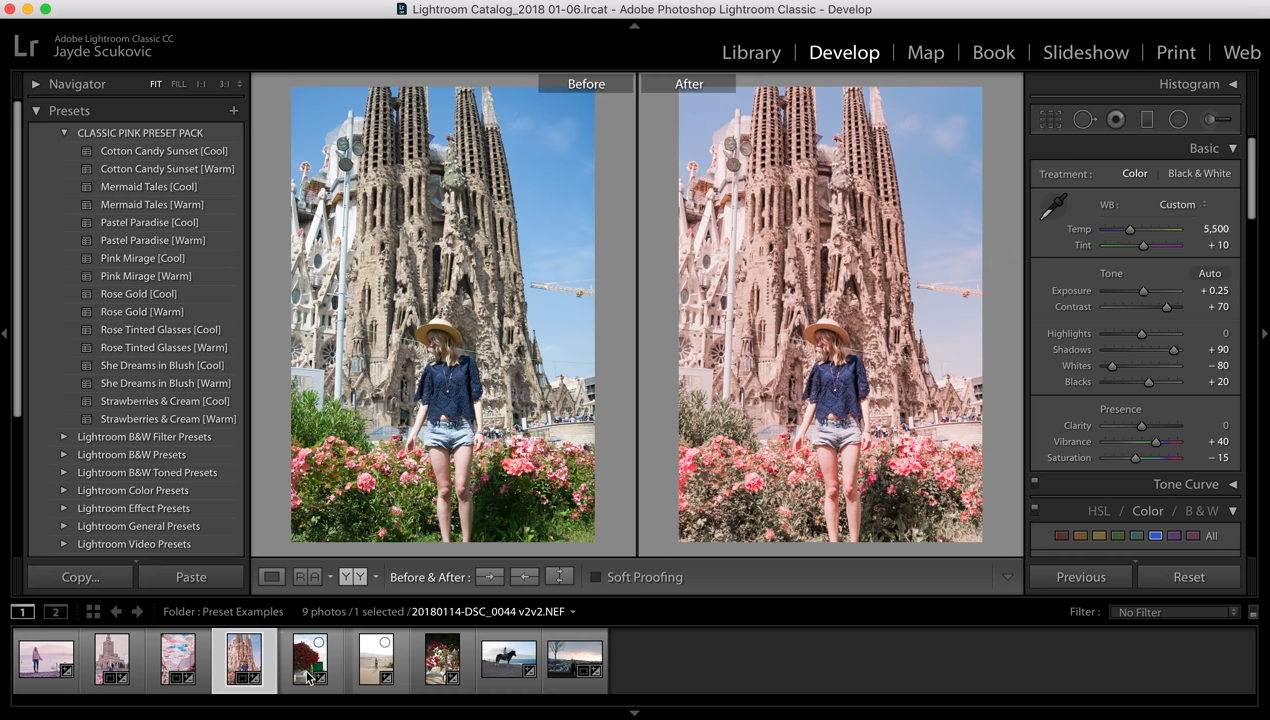 Lightroom Catalog_2018 01-06.lrcat - Adobe Photoshop Lightroom Classic - Develop
Lr
Adobe Lightroom Classic CC
Jayde Scukovic
Library | Develop | Map | Book | Slideshow | Print | Web
Navigator FIT FILL 1:1 3:1
Presets +
CLASSIC PINK PRESET PACK
Cotton Candy Sunset [Cool]
Cotton Candy Sunset [Warm]
Mermaid Tales [Cool]
Mermaid Tales [Warm]
Pastel Paradise [Cool]
Pastel Paradise [Warm]
Pink Mirage [Cool]
Pink Mirage [Warm]
Rose Gold [Cool]
Rose Gold [Warm]
Rose Tinted Glasses [Cool]
Rose Tinted Glasses [Warm]
She Dreams in Blush [Cool]
She Dreams in Blush [Warm]
Strawberries & Cream [Cool]
Strawberries & Cream [Warm]
Lightroom B&W Filter Presets
Lightroom B&W Presets
Lightroom B&W Toned Presets
Lightroom Color Presets
Lightroom Effect Presets
Lightroom General Presets
Lightroom Video Presets
Copy... Paste
Before After
Histogram
Basic
Treatment : Color | Black & White
WB : Custom
Temp 5,500
Tint + 10
Tone Auto
Exposure + 0.25
Contrast + 70
Highlights 0
Shadows + 90
Whites – 80
Blacks + 20
Presence
Clarity 0
Vibrance + 40
Saturation – 15
Tone Curve
HSL / Color / B & W
All
Previous Reset
R A Y Y Before & After : Soft Proofing
1 2 Folder : Preset Examples 9 photos / 1 selected / 20180114-DSC_0044 v2v2.NEF Filter : No Filter